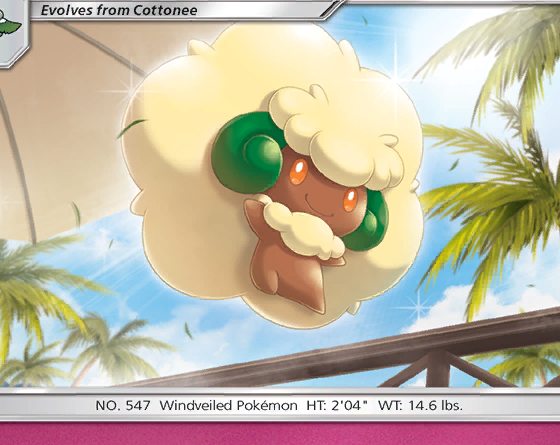 Evolves from Cottonee
NO. 547 Windveiled Pokémon HT: 2'04" WT: 14.6 lbs.